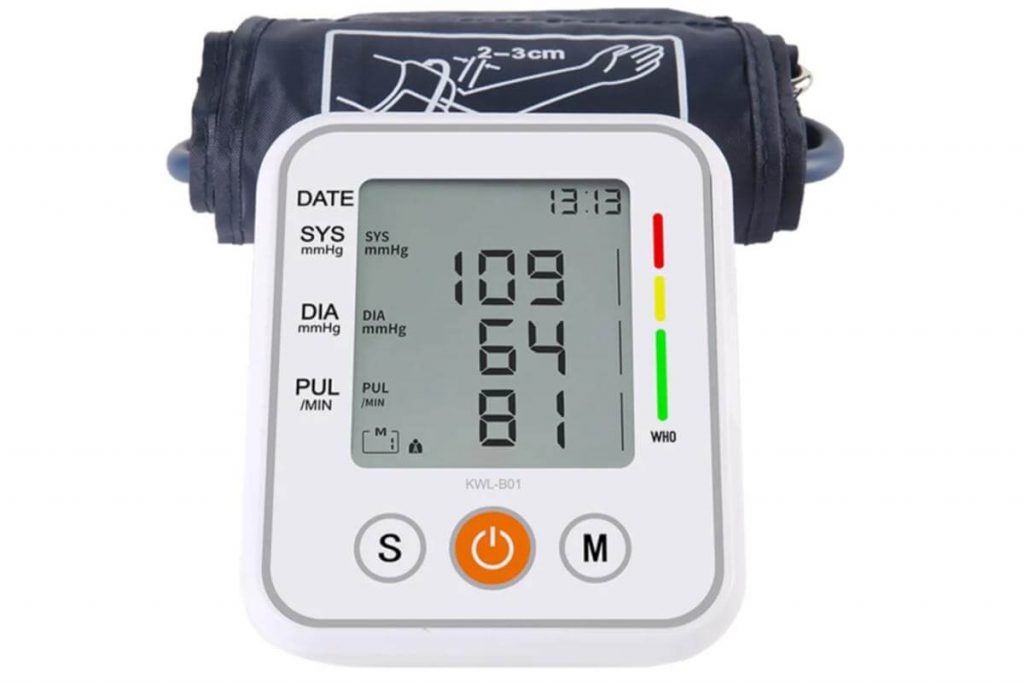 2-3cm
DATE
13:13
SYS
mmHg
SYS
mmHg
109
DIA
mmHg
DIA
mmHg
64
PUL
/MIN
PUL
/MIN
81
M
1
WHO
KWL-B01
S
M